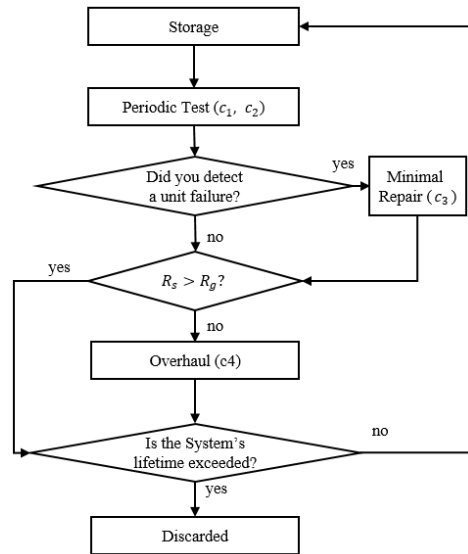 Storage
Periodic Test (c₁, c₂)
Did you detect
a unit failure?
yes
Minimal
Repair (c₃)
no
yes
Rₛ > R₉?
no
Overhaul (c4)
Is the System's
lifetime exceeded?
no
yes
Discarded